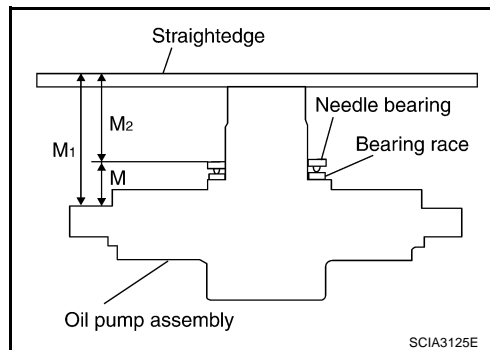 Straightedge
Needle bearing
M2
Bearing race
M1
M
Oil pump assembly
SCIA3125E